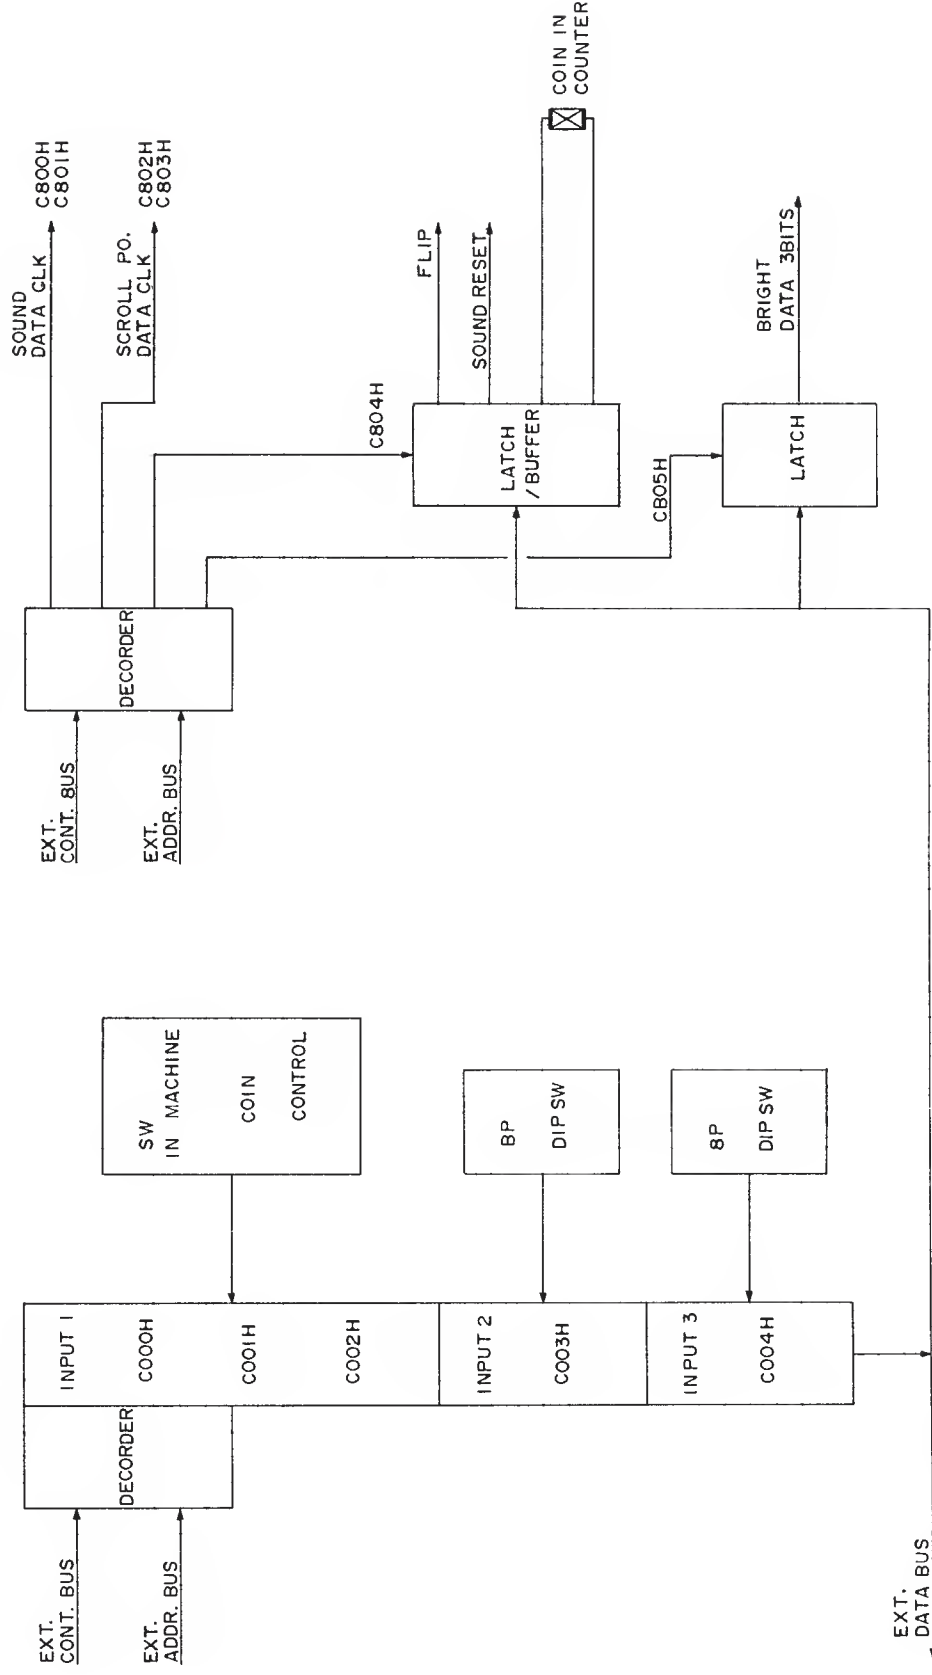 EXT.
CONT. BUS
EXT.
ADDR. BUS
DECORDER
INPUT 1
C000H
C001H
C002H
INPUT 2
C003H
INPUT 3
C004H
SW
IN MACHINE
COIN
CONTROL
8P
DIP SW
8P
DIP SW
EXT.
DATA BUS
EXT.
CONT. BUS
EXT.
ADDR. BUS
DECORDER
SOUND
DATA CLK
C800H
C801H
SCROLL PO.
DATA CLK
C802H
C803H
C804H
LATCH
/BUFFER
FLIP
SOUND RESET
COIN IN
COUNTER
C805H
LATCH
BRIGHT
DATA 3BITS